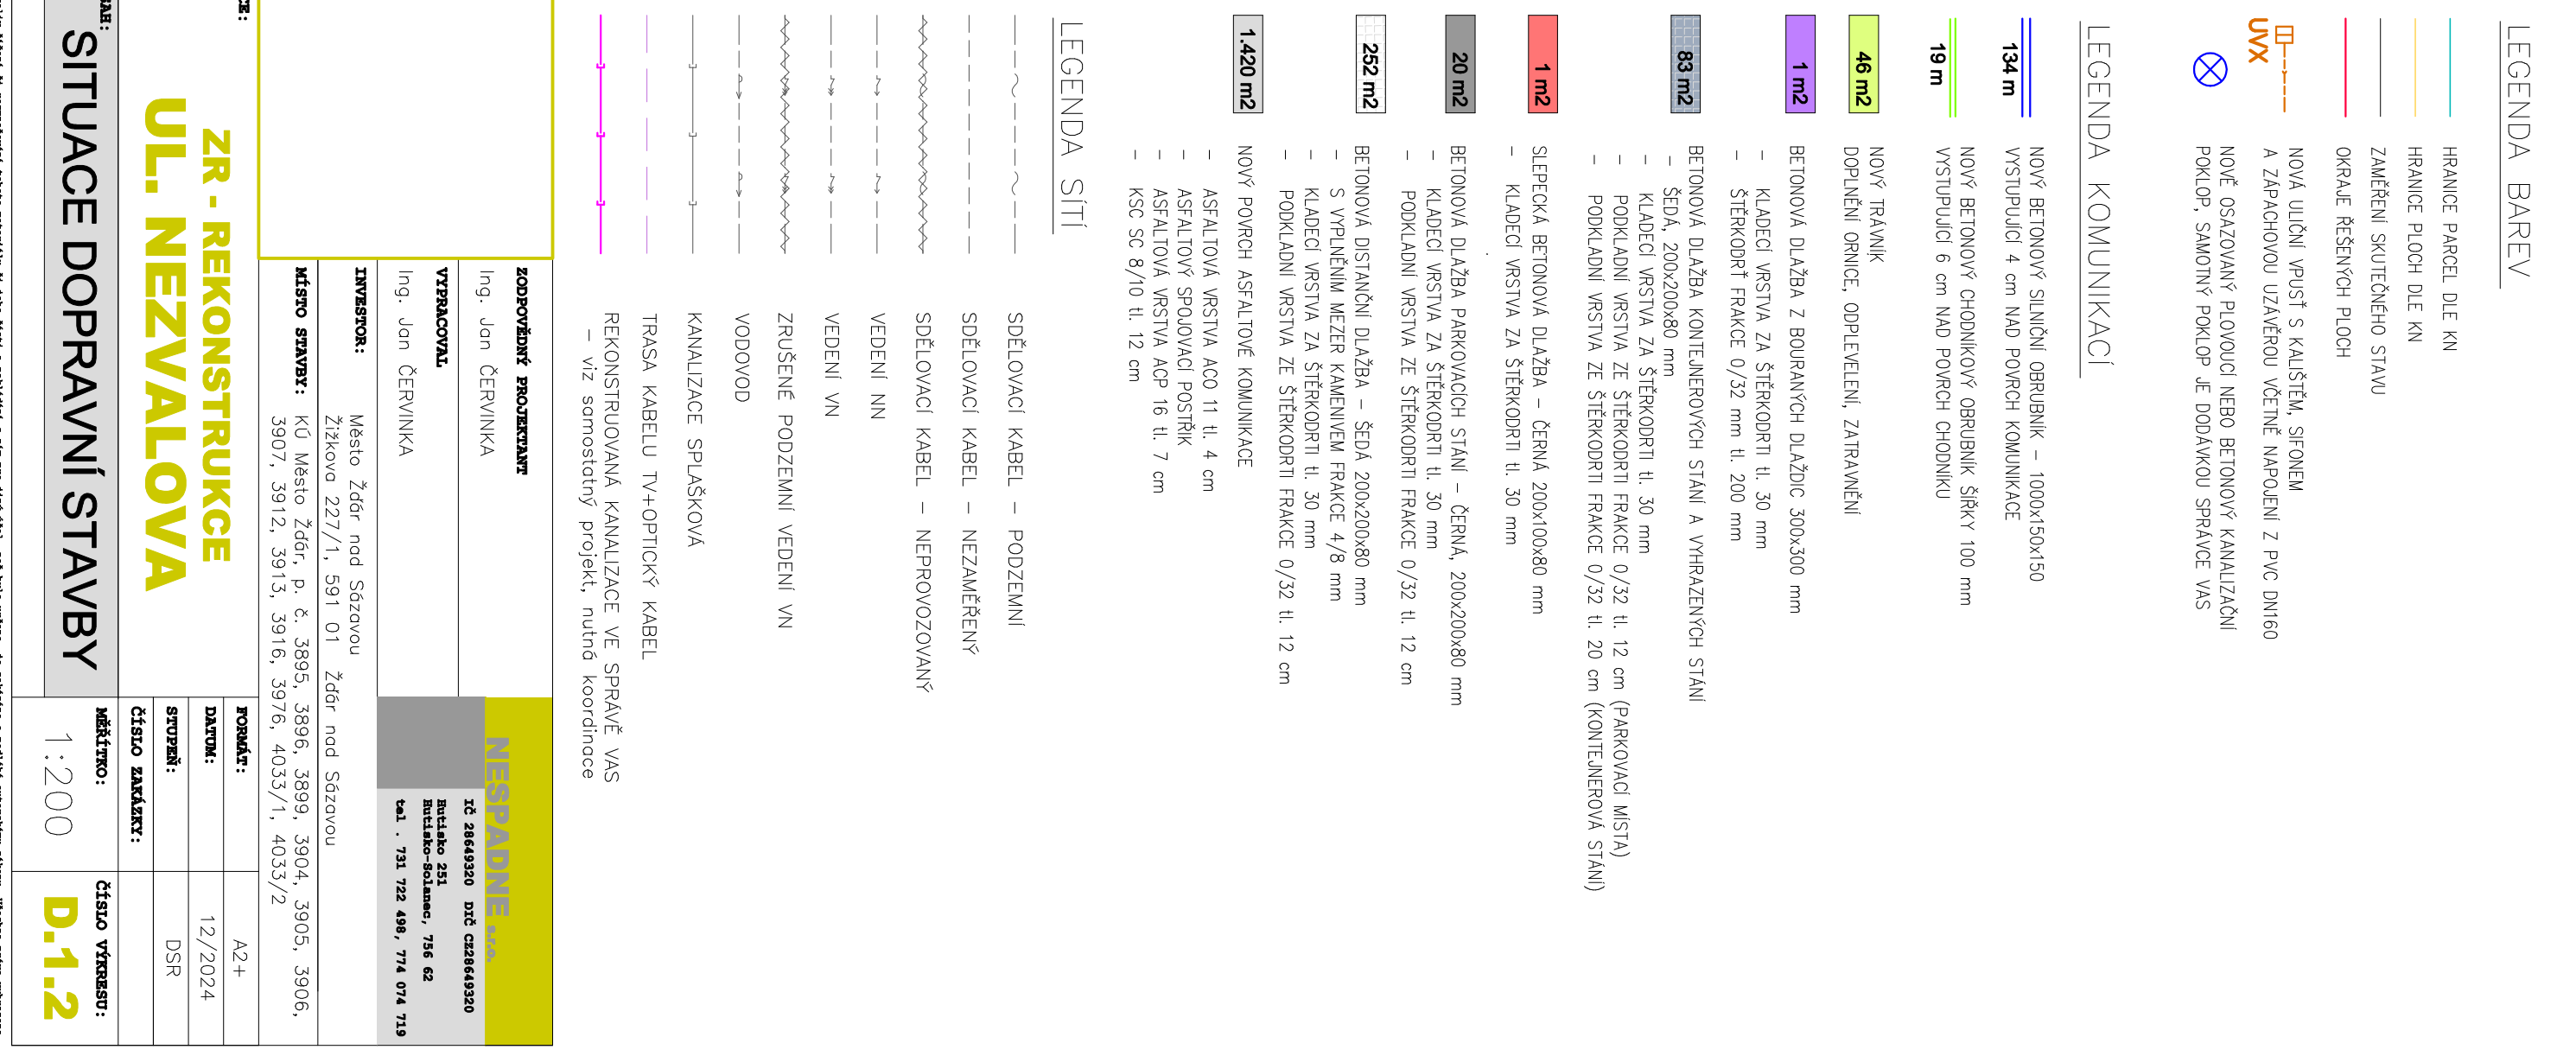 LEGENDA BAREV
HRANICE PARCEL DLE KN
HRANICE PLOCH DLE KN
ZAMĚŘENÍ SKUTEČNÉHO STAVU
OKRAJE ŘEŠENÝCH PLOCH
UVX
NOVÁ ULIČNÍ VPUSŤ S KALIŠTĚM, SIFONEM
A ZÁPACHOVOU UZÁVĚROU VČETNĚ NAPOJENÍ Z PVC DN160
NOVĚ OSAZOVANÝ PLOVOUCÍ NEBO BETONOVÝ KANALIZAČNÍ
POKLOP, SAMOTNÝ POKLOP JE DODÁVKOU SPRÁVCE VAS
LEGENDA KOMUNIKACÍ
134 m
NOVÝ BETONOVÝ SILNIČNÍ OBRUBNÍK – 1000x150x150
VYSTUPUJÍCÍ 4 cm NAD POVRCH KOMUNIKACE
19 m
NOVÝ BETONOVÝ CHODNÍKOVÝ OBRUBNÍK ŠÍŘKY 100 mm
VYSTUPUJÍCÍ 6 cm NAD POVRCH CHODNÍKU
46 m2
NOVÝ TRÁVNÍK
DOPLNĚNÍ ORNICE, ODPLEVELENÍ, ZATRAVNĚNÍ
1 m2
BETONOVÁ DLAŽBA Z BOURANÝCH DLAŽDIC 300x300 mm
– KLADECÍ VRSTVA ZA ŠTĚRKODRTI tl. 30 mm
– ŠTĚRKODRŤ FRAKCE 0/32 mm tl. 200 mm
83 m2
BETONOVÁ DLAŽBA KONTEJNEROVÝCH STÁNÍ A VYHRAZENÝCH STÁNÍ
– ŠEDÁ, 200x200x80 mm
– KLADECÍ VRSTVA ZA ŠTĚRKODRTI tl. 30 mm
– PODKLADNÍ VRSTVA ZE ŠTĚRKODRTI FRAKCE 0/32 tl. 12 cm (PARKOVACÍ MÍSTA)
– PODKLADNÍ VRSTVA ZE ŠTĚRKODRTI FRAKCE 0/32 tl. 20 cm (KONTEJNEROVÁ STÁNÍ)
1 m2
SLEPECKÁ BETONOVÁ DLAŽBA – ČERNÁ 200x100x80 mm
– KLADECÍ VRSTVA ZA ŠTĚRKODRTI tl. 30 mm
20 m2
BETONOVÁ DLAŽBA PARKOVACÍCH STÁNÍ – ČERNÁ, 200x200x80 mm
– KLADECÍ VRSTVA ZA ŠTĚRKODRTI tl. 30 mm
– PODKLADNÍ VRSTVA ZE ŠTĚRKODRTI FRAKCE 0/32 tl. 12 cm
252 m2
BETONOVÁ DISTANČNÍ DLAŽBA – ŠEDÁ 200x200x80 mm
– S VYPLNĚNÍM MEZER KAMENIVEM FRAKCE 4/8 mm
– KLADECÍ VRSTVA ZA ŠTĚRKODRTI tl. 30 mm
– PODKLADNÍ VRSTVA ZE ŠTĚRKODRTI FRAKCE 0/32 tl. 12 cm
1.420 m2
NOVÝ POVRCH ASFALTOVÉ KOMUNIKACE
– ASFALTOVÁ VRSTVA ACO 11 tl. 4 cm
– ASFALTOVÝ SPOJOVACÍ POSTŘIK
– ASFALTOVÁ VRSTVA ACP 16 tl. 7 cm
– KSC SC 8/10 tl. 12 cm
LEGENDA SÍTÍ
SDĚLOVACÍ KABEL – PODZEMNÍ
SDĚLOVACÍ KABEL – NEZAMĚŘENÝ
SDĚLOVACÍ KABEL – NEPROVOZOVANÝ
VEDENÍ NN
VEDENÍ VN
ZRUŠENÉ PODZEMNÍ VEDENÍ VN
VODOVOD
KANALIZACE SPLAŠKOVÁ
TRASA KABELU TV+OPTICKÝ KABEL
REKONSTRUOVANÁ KANALIZACE VE SPRÁVĚ VAS
– viz samostatný projekt, nutná koordinace
ZODPOVĚDNÝ PROJEKTANT
Ing. Jan ČERVINKA
VYPRACOVAL
Ing. Jan ČERVINKA
NESPADNE s.r.o.
IČ 28649320 DIČ CZ28649320
Hutisko 251
Hutisko-Solanec, 756 62
tel . 731 722 498, 774 074 719
INVESTOR:
Město Žďár nad Sázavou
Žižkova 227/1, 591 01 Žďár nad Sázavou
MÍSTO STAVBY:
KÚ Město Žďár, p. č. 3895, 3896, 3899, 3904, 3905, 3906,
3907, 3912, 3913, 3916, 3976, 4033/1, 4033/2
CE:
ZR - REKONSTRUKCE
UL. NEZVALOVA
FORMÁT:
A2+
DATUM:
12/2024
STUPEŇ:
DSR
ČÍSLO ZAKÁZKY:
SAH:
SITUACE DOPRAVNÍ STAVBY
MĚŘÍTKO:
1:200
ČÍSLO VÝKRESU:
D.1.2